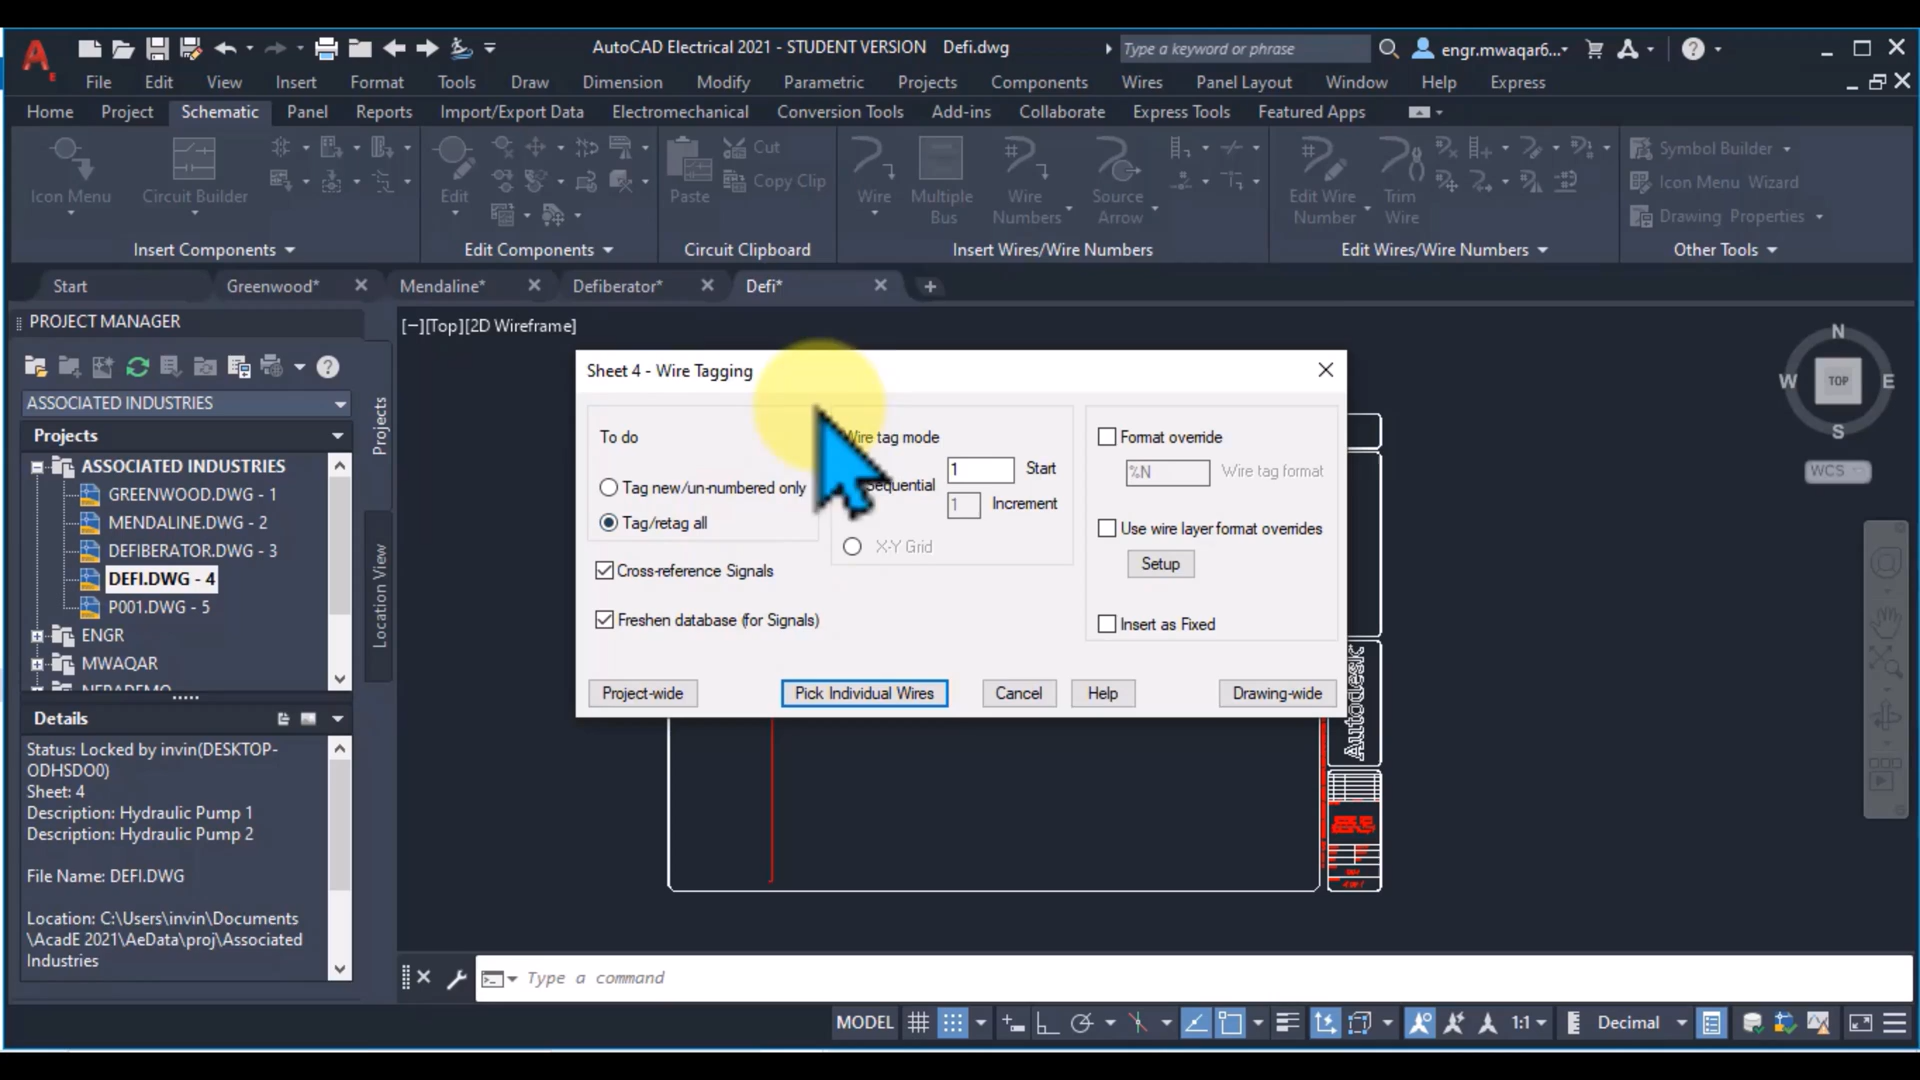 AutoCAD Electrical 2021 - STUDENT VERSION Defi.dwg
Type a keyword or phrase
engr.mwaqar6...
File Edit View Insert Format Tools Draw Dimension Modify Parametric Projects Components Wires Panel Layout Window Help Express
Home Project Schematic Panel Reports Import/Export Data Electromechanical Conversion Tools Add-ins Collaborate Express Tools Featured Apps
Icon Menu
Circuit Builder
Edit
Paste
Cut
Copy Clip
Wire
Multiple Bus
Wire Numbers
Source Arrow
Edit Wire Number
Trim Wire
Symbol Builder
Icon Menu Wizard
Drawing Properties
Insert Components Edit Components Circuit Clipboard Insert Wires/Wire Numbers Edit Wires/Wire Numbers Other Tools
Start Greenwood* Mendaline* Defiberator* Defi*
PROJECT MANAGER
[−][Top][2D Wireframe]
ASSOCIATED INDUSTRIES
Projects
ASSOCIATED INDUSTRIES
GREENWOOD.DWG - 1
MENDALINE.DWG - 2
DEFIBERATOR.DWG - 3
DEFI.DWG - 4
P001.DWG - 5
ENGR
MWAQAR
Projects
Location View
Details
Status: Locked by invin(DESKTOP-
ODHSDO0)
Sheet: 4
Description: Hydraulic Pump 1
Description: Hydraulic Pump 2
File Name: DEFI.DWG
Location: C:\Users\invin\Documents
\AcadE 2021\AeData\proj\Associated
Industries
Sheet 4 - Wire Tagging
To do
Tag new/un-numbered only
Tag/retag all
Cross-reference Signals
Freshen database (for Signals)
Wire tag mode
Sequential
1 Start
1 Increment
X-Y Grid
Format override
%N Wire tag format
Use wire layer format overrides
Setup
Insert as Fixed
Project-wide Pick Individual Wires Cancel Help Drawing-wide
N
W TOP E
S
WCS
Autodesk
Type a command
MODEL 1:1 Decimal